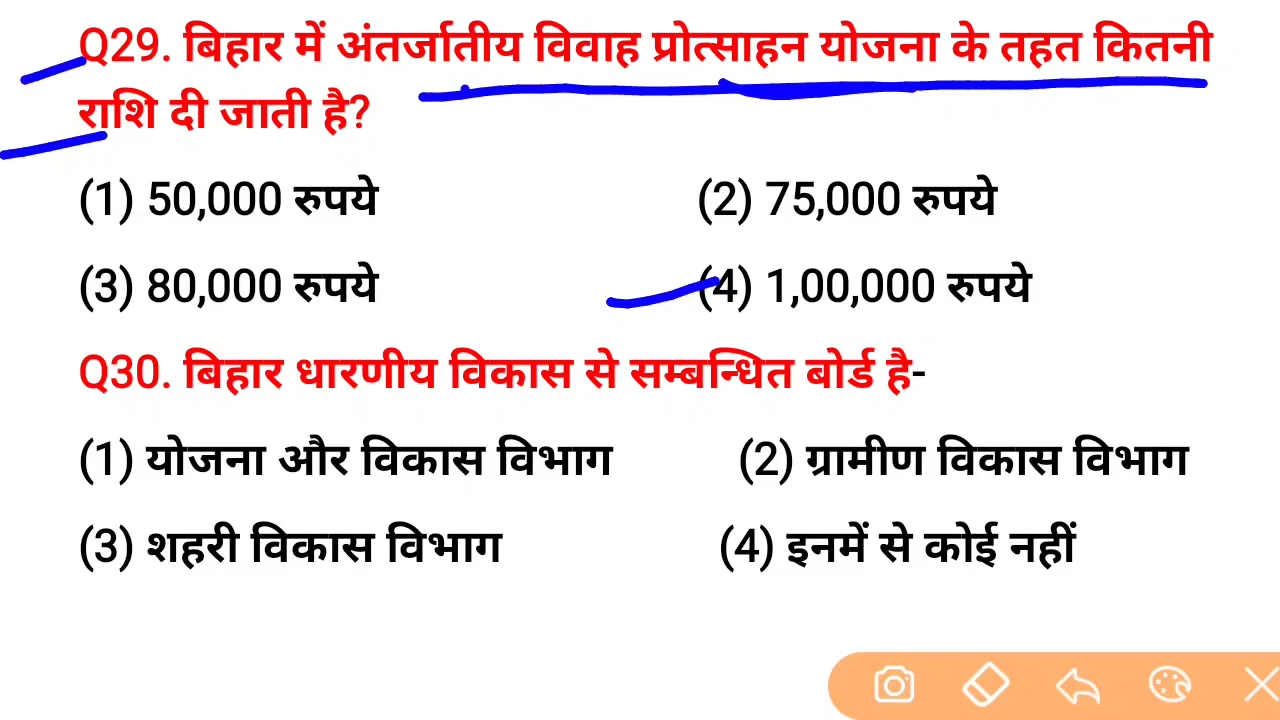 Q29. बिहार में अंतर्जातीय विवाह प्रोत्साहन योजना के तहत कितनी
राशि दी जाती है?
(1) 50,000 रुपये (2) 75,000 रुपये
(3) 80,000 रुपये (4) 1,00,000 रुपये
Q30. बिहार धारणीय विकास से सम्बन्धित बोर्ड है-
(1) योजना और विकास विभाग (2) ग्रामीण विकास विभाग
(3) शहरी विकास विभाग (4) इनमें से कोई नहीं